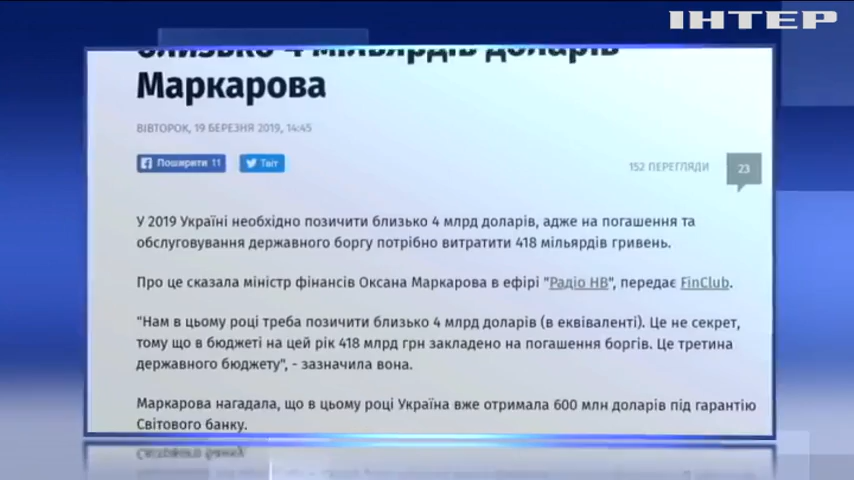 ІНТЕР
близько 4 мільярдів доларів
Маркарова
ВІВТОРОК, 19 БЕРЕЗНЯ 2019, 14:45
Поширити 11
Твіт
152 ПЕРЕГЛЯДИ
23
У 2019 Україні необхідно позичити близько 4 млрд доларів, адже на погашення та
обслуговування державного боргу потрібно витратити 418 мільярдів гривень.
Про це сказала міністр фінансів Оксана Маркарова в ефірі "Радіо НВ", передає FinClub.
"Нам в цьому році треба позичити близько 4 млрд доларів (в еквіваленті). Це не секрет,
тому що в бюджеті на цей рік 418 млрд грн закладено на погашення боргів. Це третина
державного бюджету", - зазначила вона.
Маркарова нагадала, що в цьому році Україна вже отримала 600 млн доларів під гарантію
Світового банку.